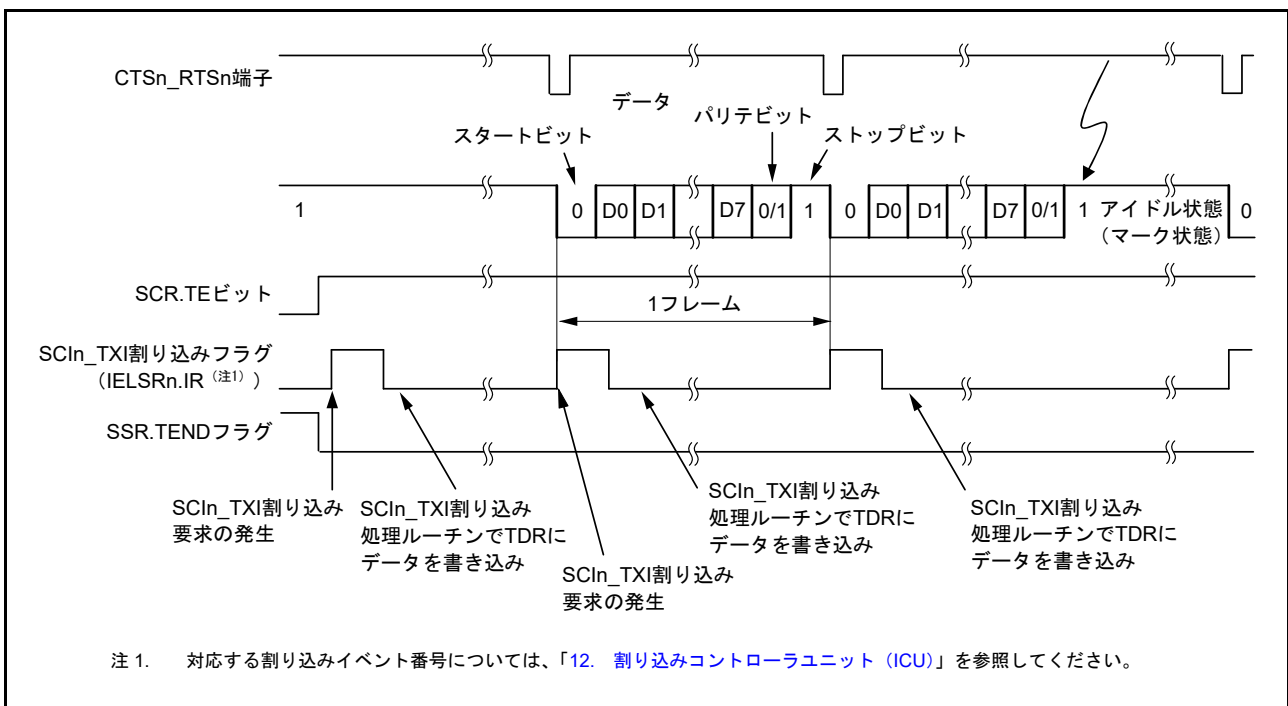 CTSn_RTSn端子
データ
パリテビット
スタートビット
ストップビット
1
0 D0 D1 D7 0/1 1 0 D0 D1 D7 0/1 1 アイドル状態 0
（マーク状態）
SCR.TEビット
1フレーム
SCIn_TXI割り込みフラグ
（IELSRn.IR（注1））
SSR.TENDフラグ
SCIn_TXI割り込み
要求の発生
SCIn_TXI割り込み
処理ルーチンでTDRに
データを書き込み
SCIn_TXI割り込み
要求の発生
SCIn_TXI割り込み
処理ルーチンでTDRに
データを書き込み
SCIn_TXI割り込み
処理ルーチンでTDRに
データを書き込み
注 1. 対応する割り込みイベント番号については、「12. 割り込みコントローラユニット（ICU）」を参照してください。